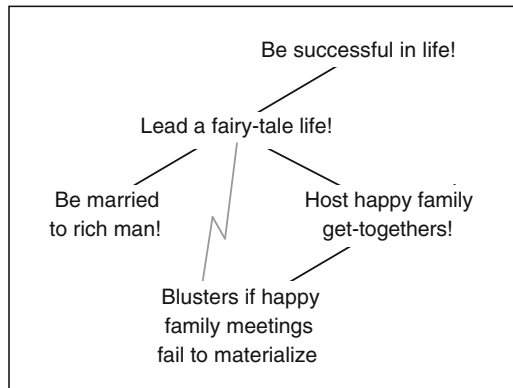 Be successful in life!
Lead a fairy-tale life!
Be married
to rich man!
Host happy family
get-togethers!
Blusters if happy
family meetings
fail to materialize